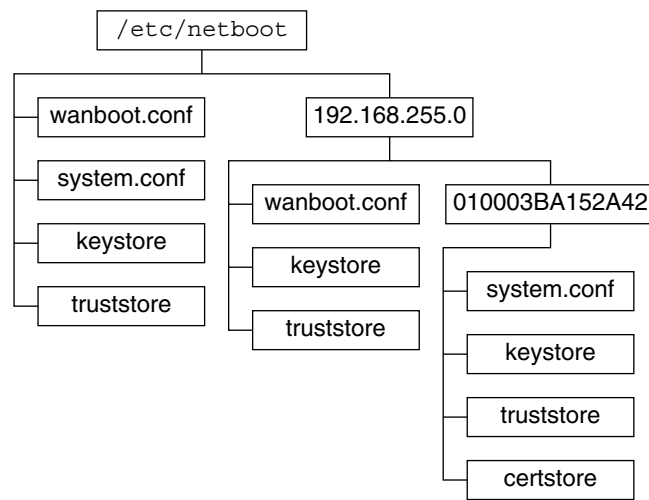 /etc/netboot
wanboot.conf
system.conf
keystore
truststore
192.168.255.0
wanboot.conf
keystore
truststore
010003BA152A42
system.conf
keystore
truststore
certstore